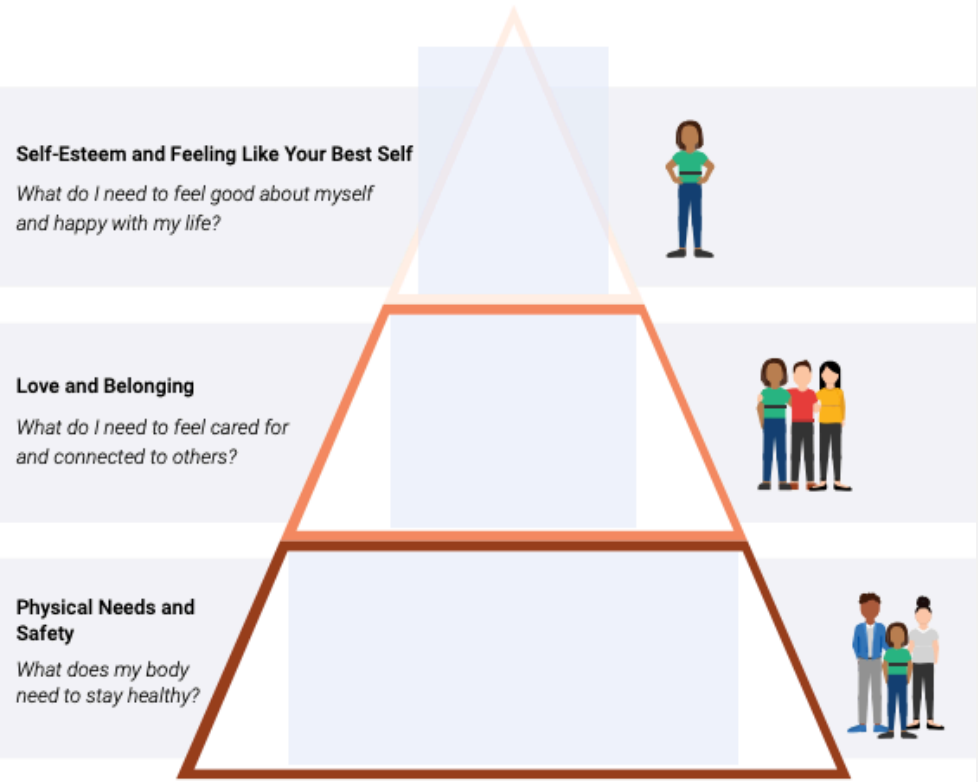 Self-Esteem and Feeling Like Your Best Self
What do I need to feel good about myself
and happy with my life?
Love and Belonging
What do I need to feel cared for
and connected to others?
Physical Needs and
Safety
What does my body
need to stay healthy?